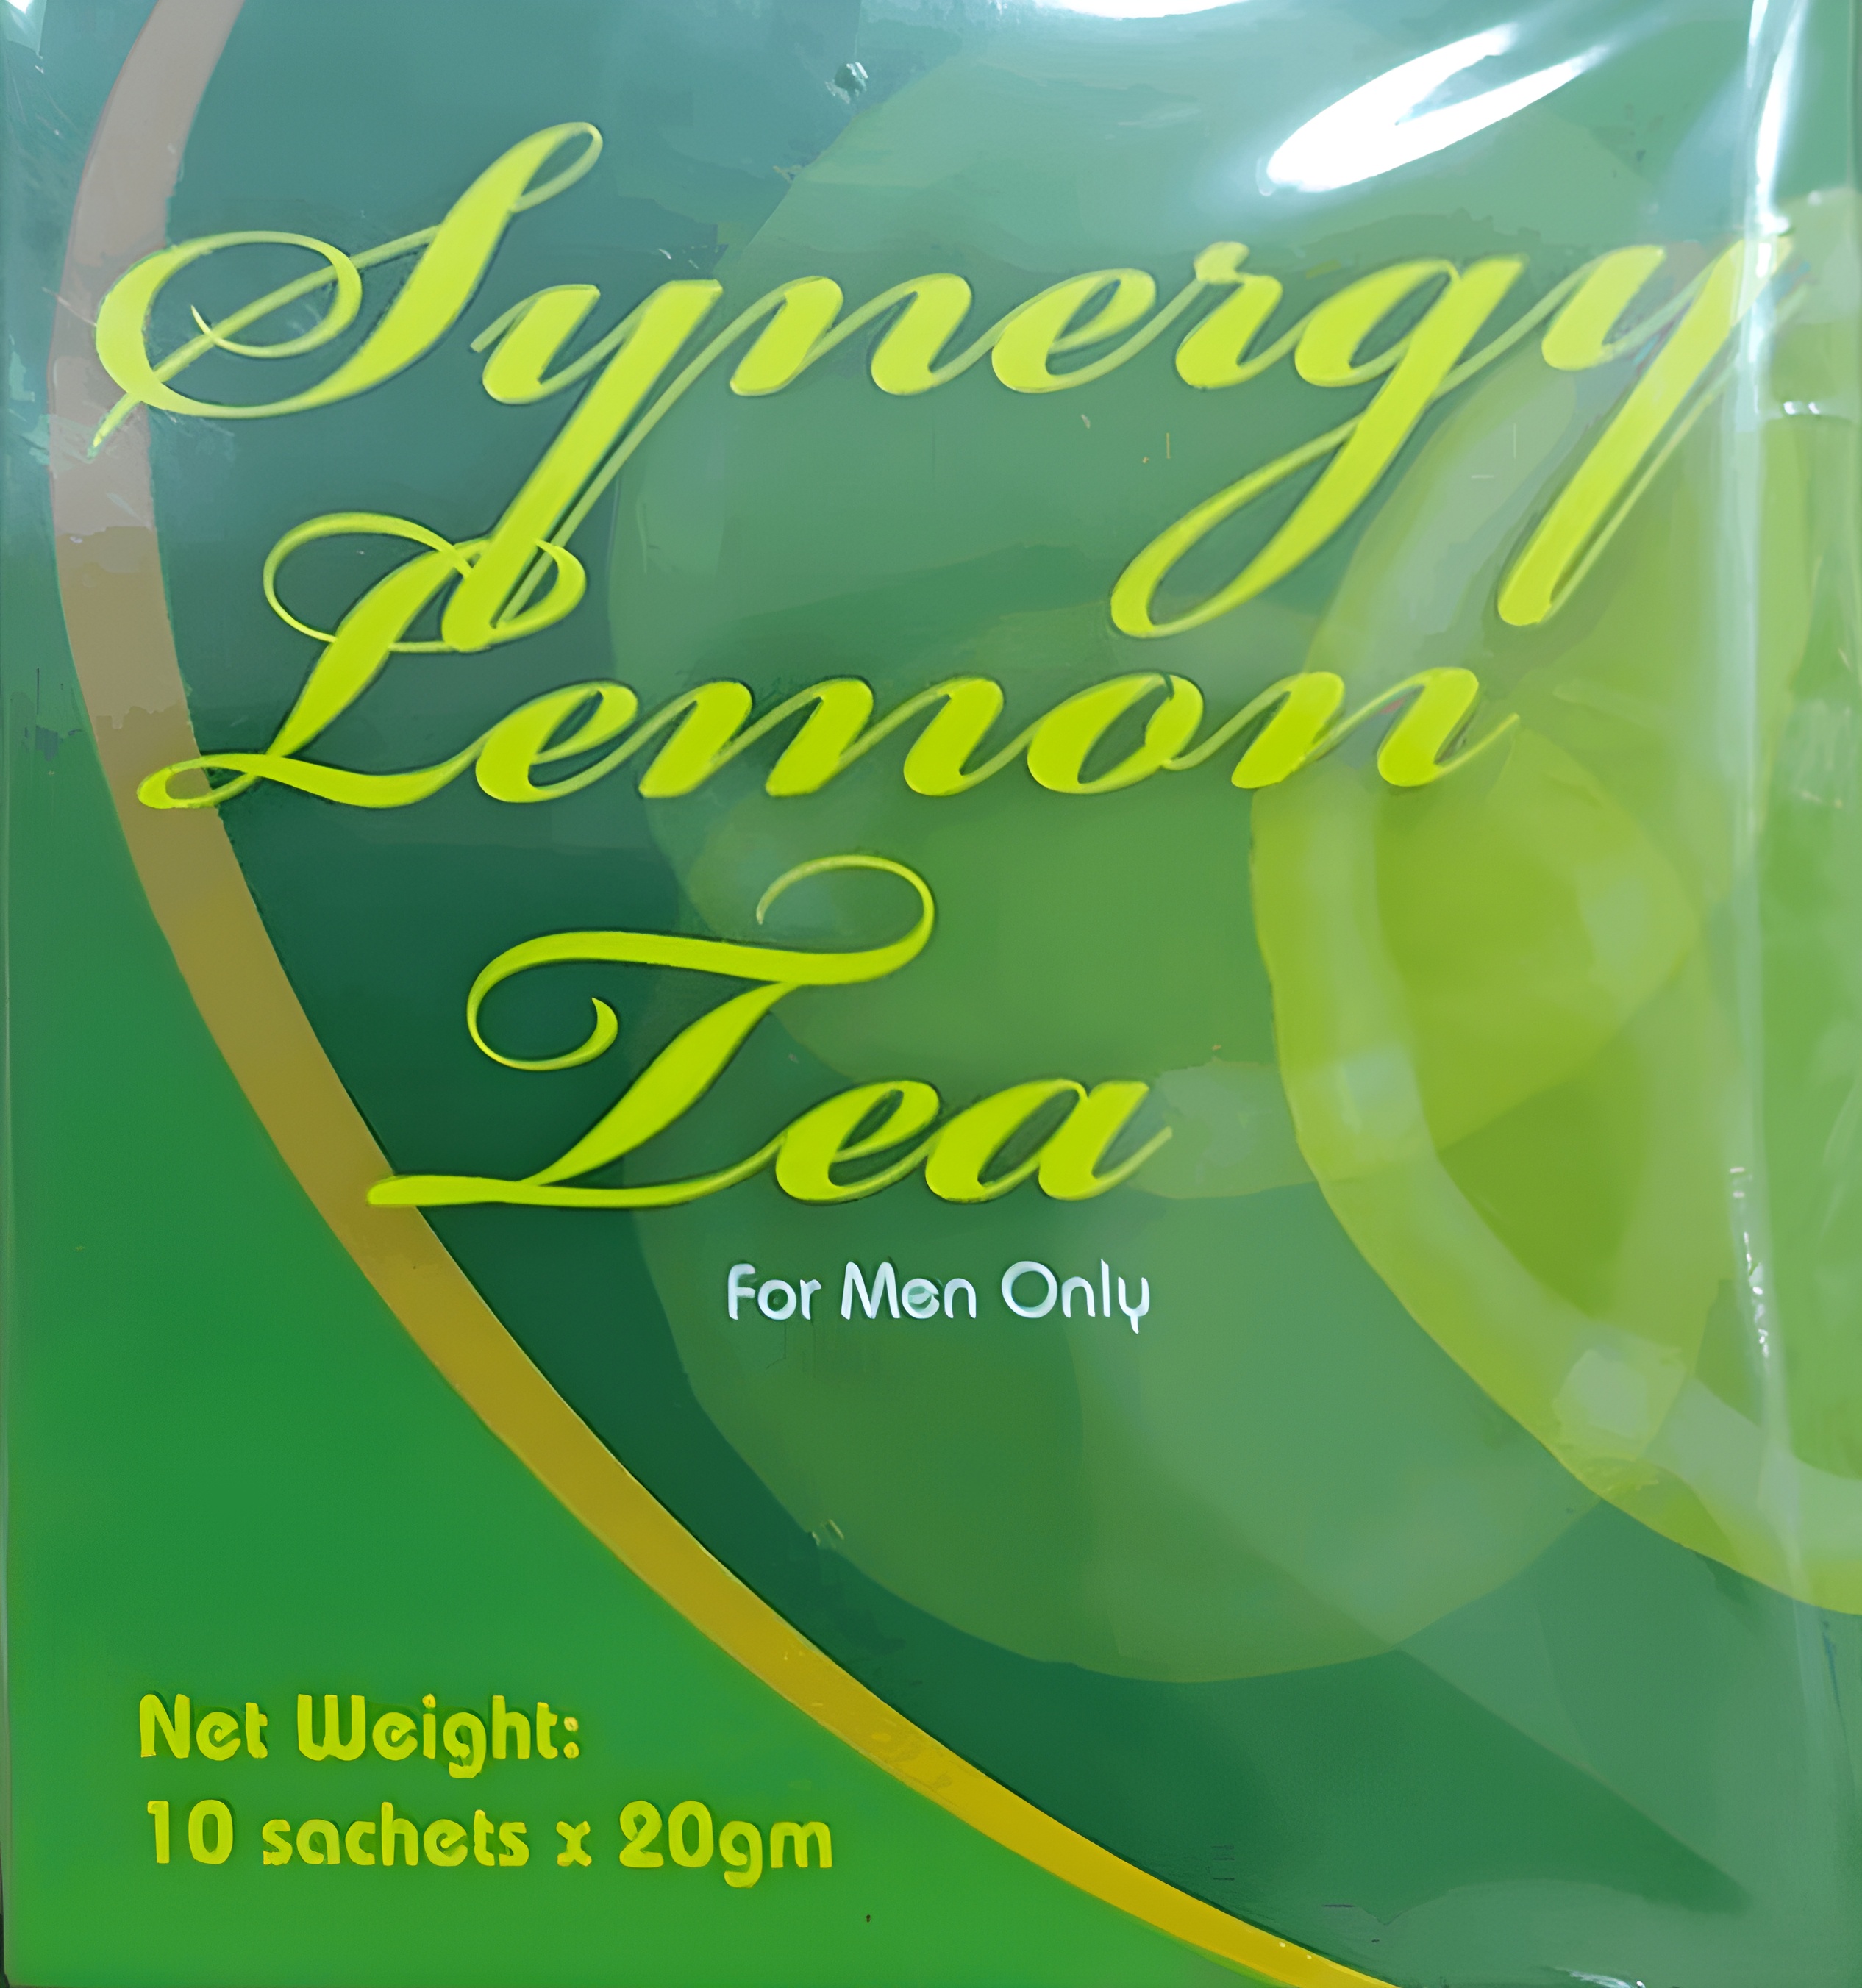 Synergy
Lemon
Tea
For Men Only
Net Weight:
10 sachets x 20gm